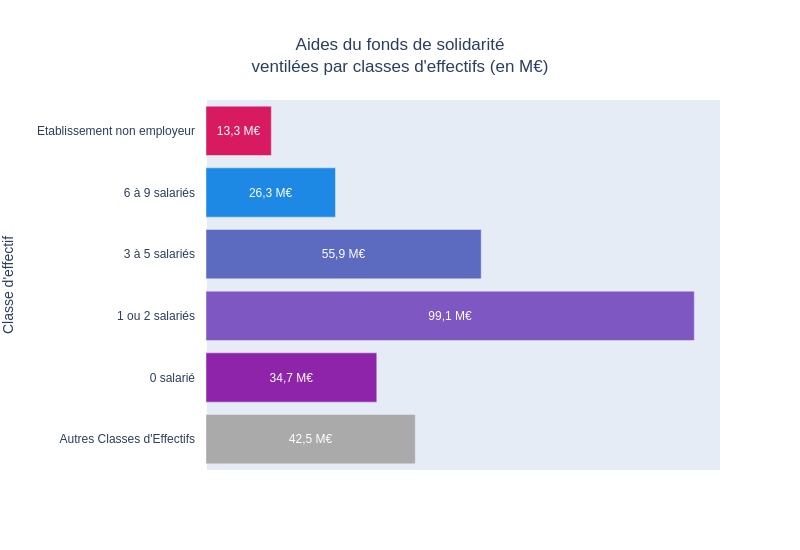 Aides du fonds de solidarité
ventilées par classes d'effectifs (en M€)
Classe d'effectif
Etablissement non employeur
13,3 M€
6 à 9 salariés
26,3 M€
3 à 5 salariés
55,9 M€
1 ou 2 salariés
99,1 M€
0 salarié
34,7 M€
Autres Classes d'Effectifs
42,5 M€